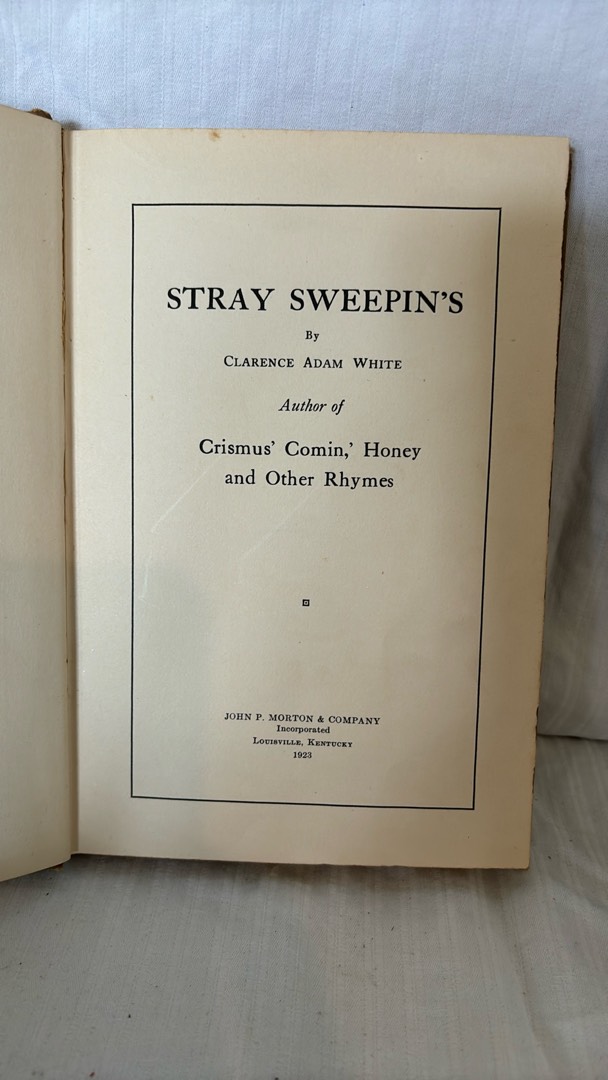 STRAY SWEEPIN'S
By
CLARENCE ADAM WHITE
Author of
Crismus' Comin,' Honey
and Other Rhymes
JOHN P. MORTON & COMPANY
Incorporated
LOUISVILLE, KENTUCKY
1923